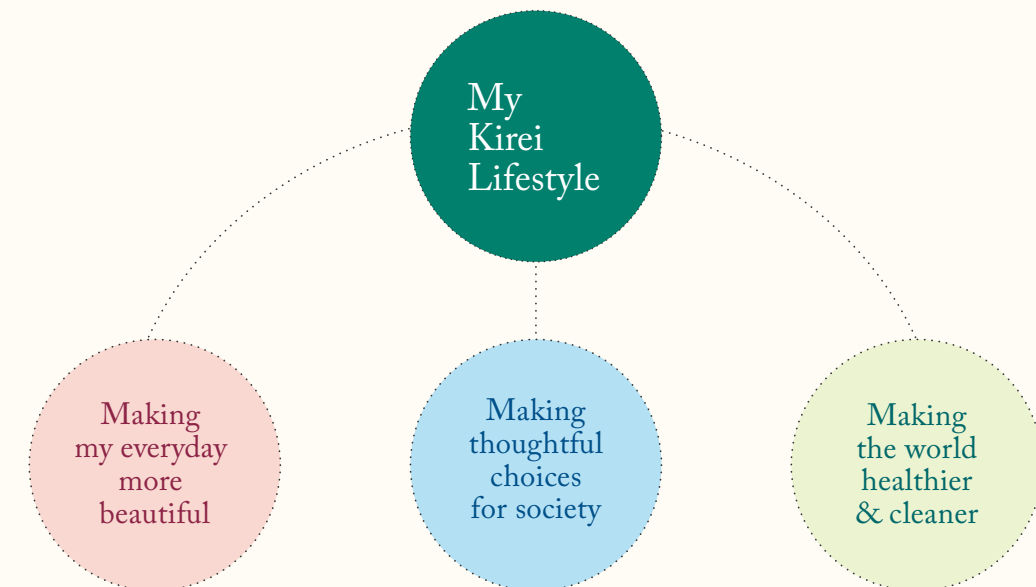 My
Kirei
Lifestyle
Making
my everyday
more
beautiful
Making
thoughtful
choices
for society
Making
the world
healthier
& cleaner